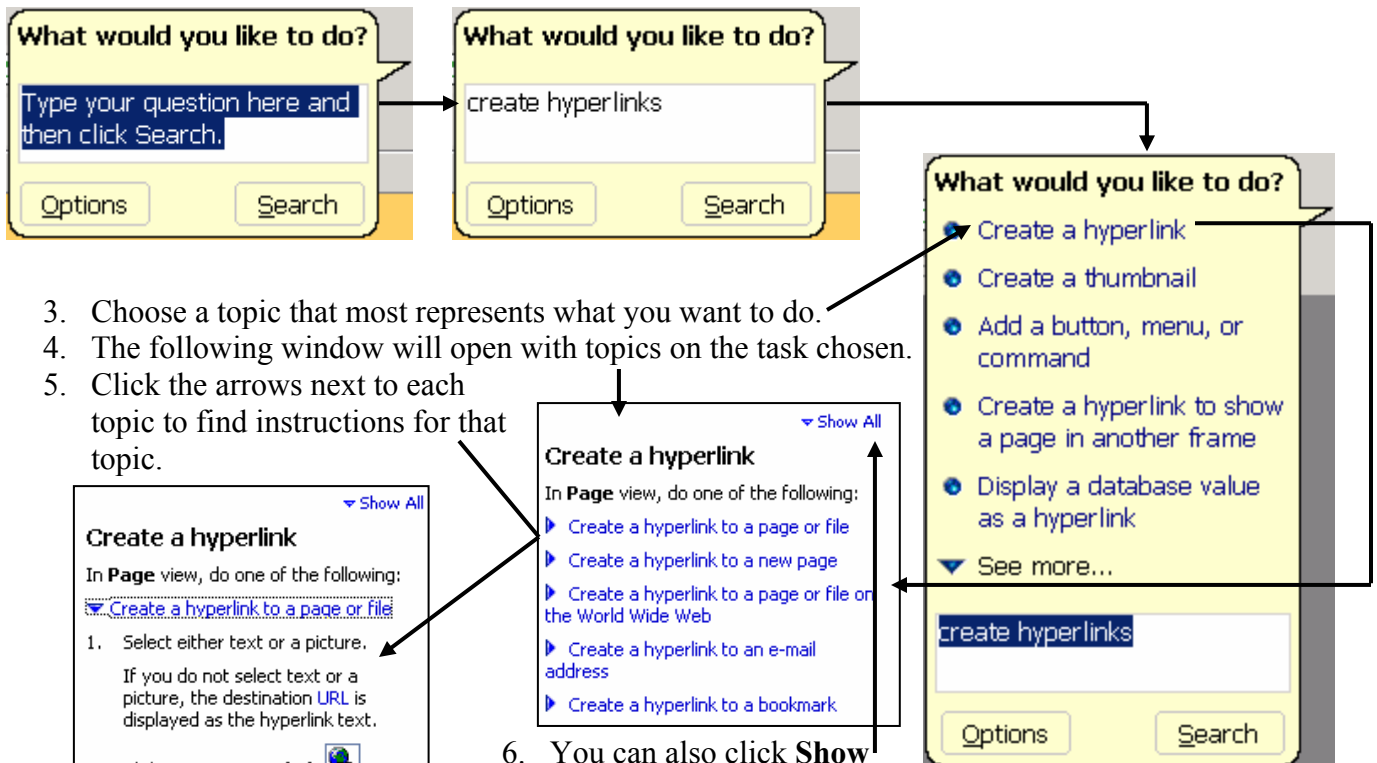 What would you like to do?
Type your question here and
then click Search.
Options
Search
What would you like to do?
create hyperlinks
Options
Search
What would you like to do?
Create a hyperlink
Create a thumbnail
Add a button, menu, or
command
Create a hyperlink to show
a page in another frame
Display a database value
as a hyperlink
See more...
create hyperlinks
Options
Search
3. Choose a topic that most represents what you want to do.
4. The following window will open with topics on the task chosen.
5. Click the arrows next to each
topic to find instructions for that
topic.
Show All
Create a hyperlink
In Page view, do one of the following:
Create a hyperlink to a page or file
1. Select either text or a picture.
If you do not select text or a
picture, the destination URL is
displayed as the hyperlink text.
Show All
Create a hyperlink
In Page view, do one of the following:
Create a hyperlink to a page or file
Create a hyperlink to a new page
Create a hyperlink to a page or file on
the World Wide Web
Create a hyperlink to an e-mail
address
Create a hyperlink to a bookmark
6. You can also click Show